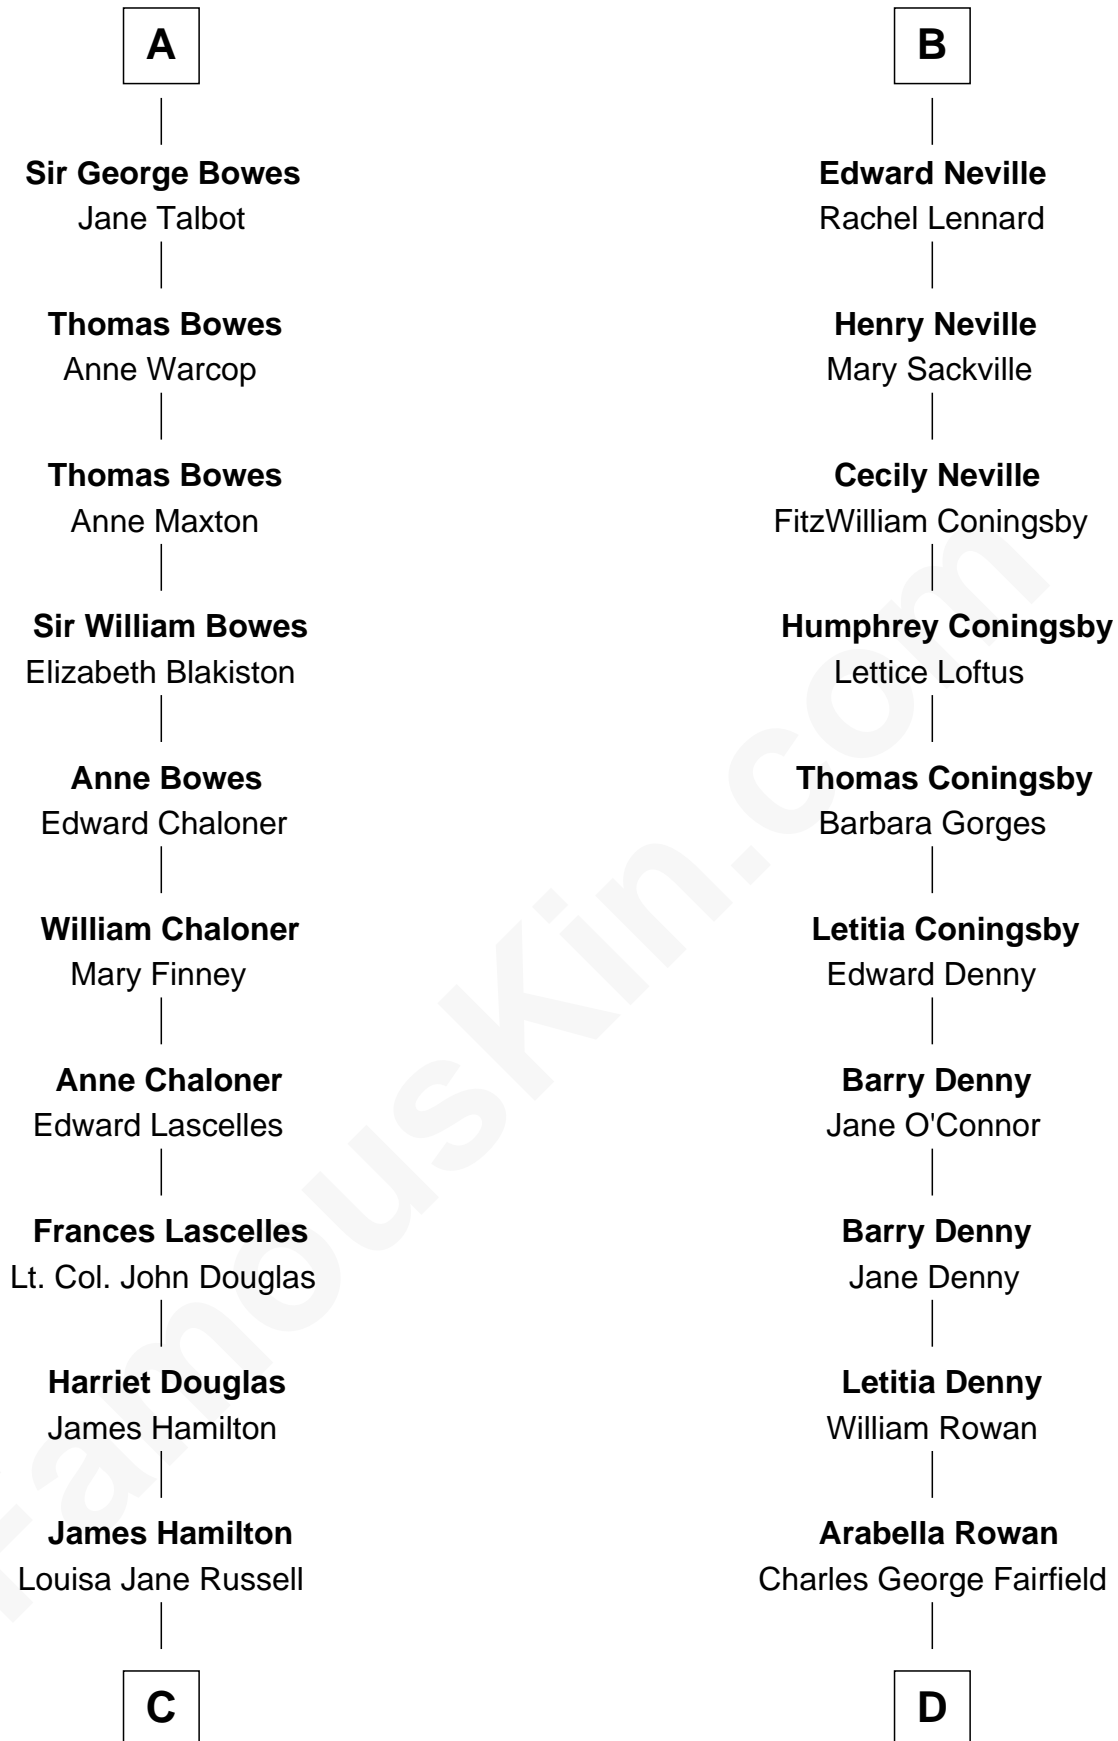 A
Sir George Bowes
Jane Talbot
Thomas Bowes
Anne Warcop
Thomas Bowes
Anne Maxton
Sir William Bowes
Elizabeth Blakiston
Anne Bowes
Edward Chaloner
William Chaloner
Mary Finney
Anne Chaloner
Edward Lascelles
Frances Lascelles
Lt. Col. John Douglas
Harriet Douglas
James Hamilton
James Hamilton
Louisa Jane Russell
C
B
Edward Neville
Rachel Lennard
Henry Neville
Mary Sackville
Cecily Neville
FitzWilliam Coningsby
Humphrey Coningsby
Lettice Loftus
Thomas Coningsby
Barbara Gorges
Letitia Coningsby
Edward Denny
Barry Denny
Jane O'Connor
Barry Denny
Jane Denny
Letitia Denny
William Rowan
Arabella Rowan
Charles George Fairfield
D
FamousKin.com